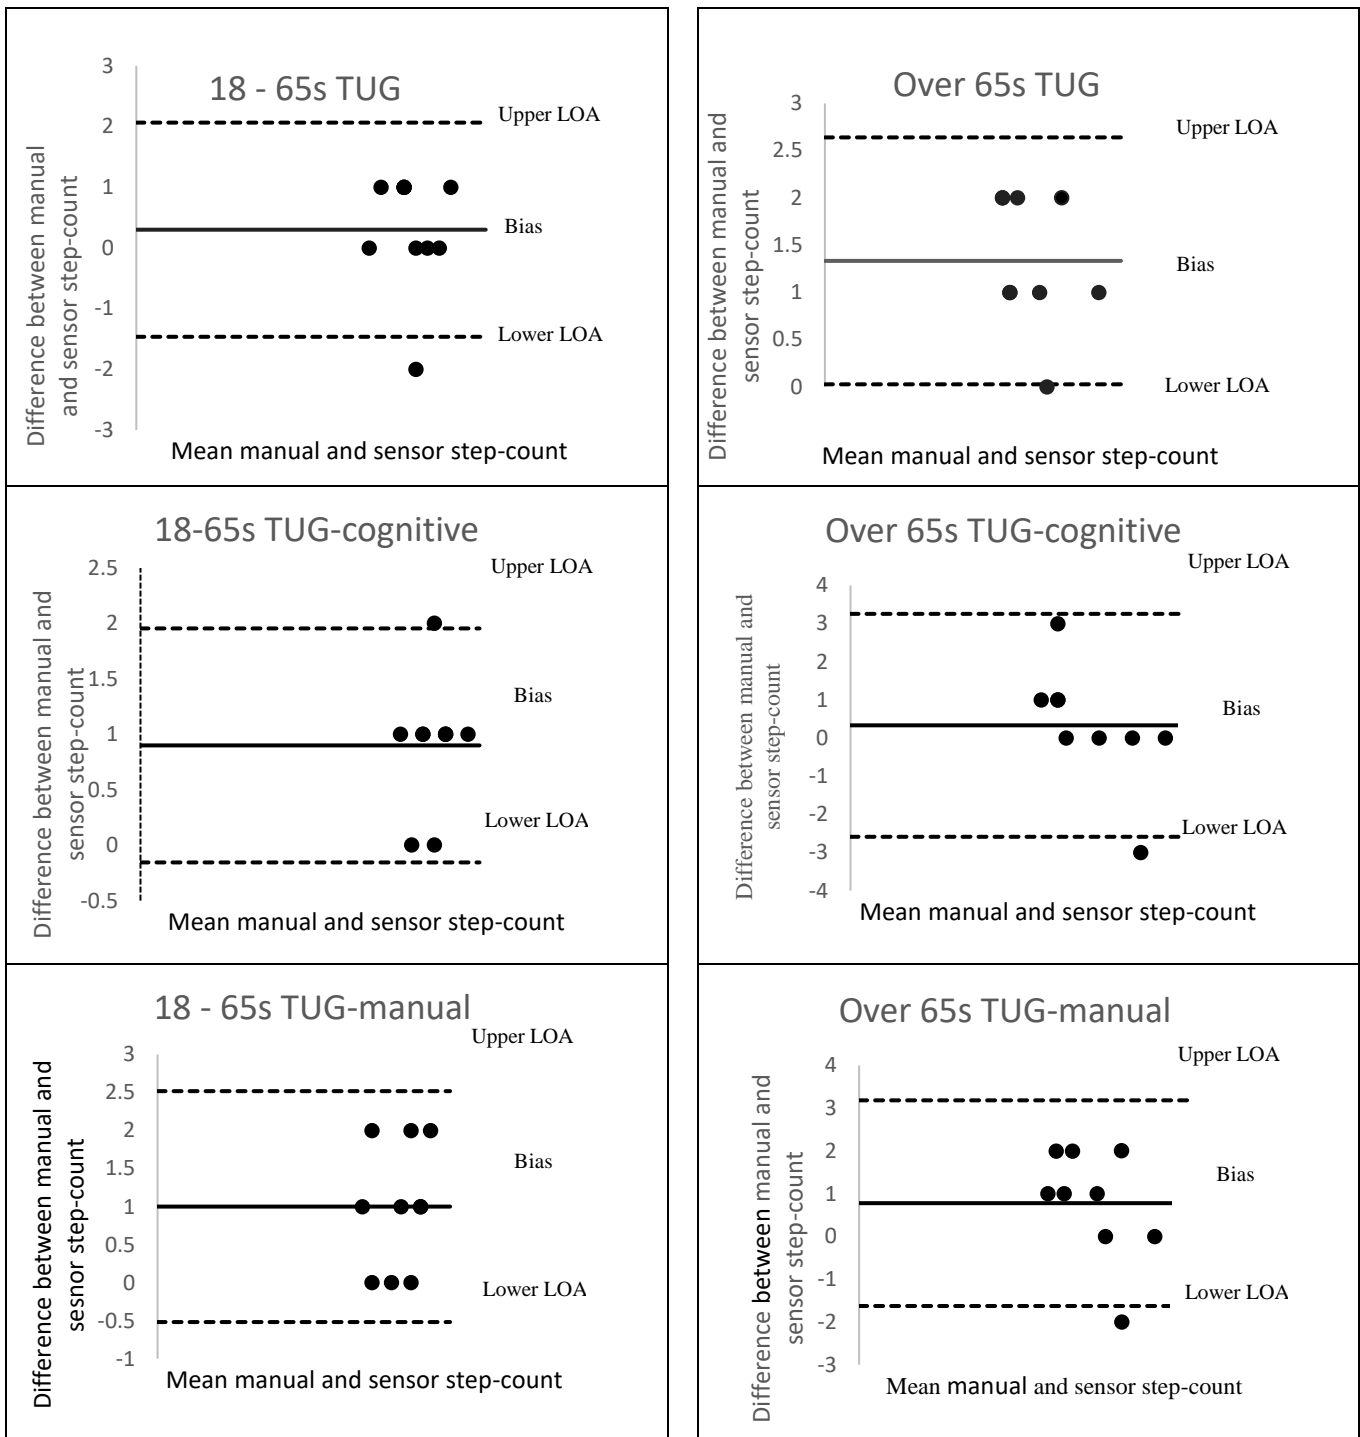 18 - 65s TUG
Difference between manual
and sensor step-count
3
2
1
0
-1
-2
-3
Upper LOA
Bias
Lower LOA
Mean manual and sensor step-count
Over 65s TUG
Difference between manual and
sensor step-count
3
2.5
2
1.5
1
0.5
0
Upper LOA
Bias
Lower LOA
Mean manual and sensor step-count
18-65s TUG-cognitive
Difference between manual and
sensor step-count
2.5
2
1.5
1
0.5
0
-0.5
Upper LOA
Bias
Lower LOA
Mean manual and sensor step-count
Over 65s TUG-cognitive
Difference between manual and
sensor step-count
4
3
2
1
0
-1
-2
-3
-4
Upper LOA
Bias
Lower LOA
Mean manual and sensor step-count
18 - 65s TUG-manual
Difference between manual and
sesnor step-count
3
2.5
2
1.5
1
0.5
0
-0.5
-1
Upper LOA
Bias
Lower LOA
Mean manual and sensor step-count
Over 65s TUG-manual
Difference between manual and
sensor step-count
4
3
2
1
0
-1
-2
-3
Upper LOA
Bias
Lower LOA
Mean manual and sensor step-count